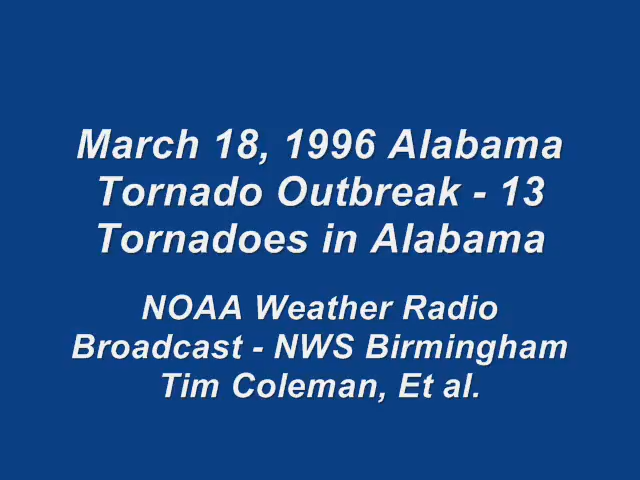 March 18, 1996 Alabama
Tornado Outbreak - 13
Tornadoes in Alabama
NOAA Weather Radio
Broadcast - NWS Birmingham
Tim Coleman, Et al.